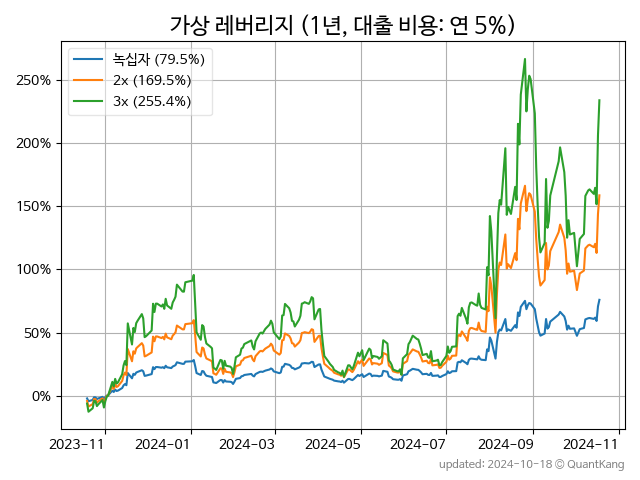 가상 레버리지 (1년, 대출 비용: 연 5%)
녹십자 (79.5%)
2x (169.5%)
3x (255.4%)
250%
200%
150%
100%
50%
0%
2023-11
2024-01
2024-03
2024-05
2024-07
2024-09
2024-11
updated: 2024-10-18 © QuantKang